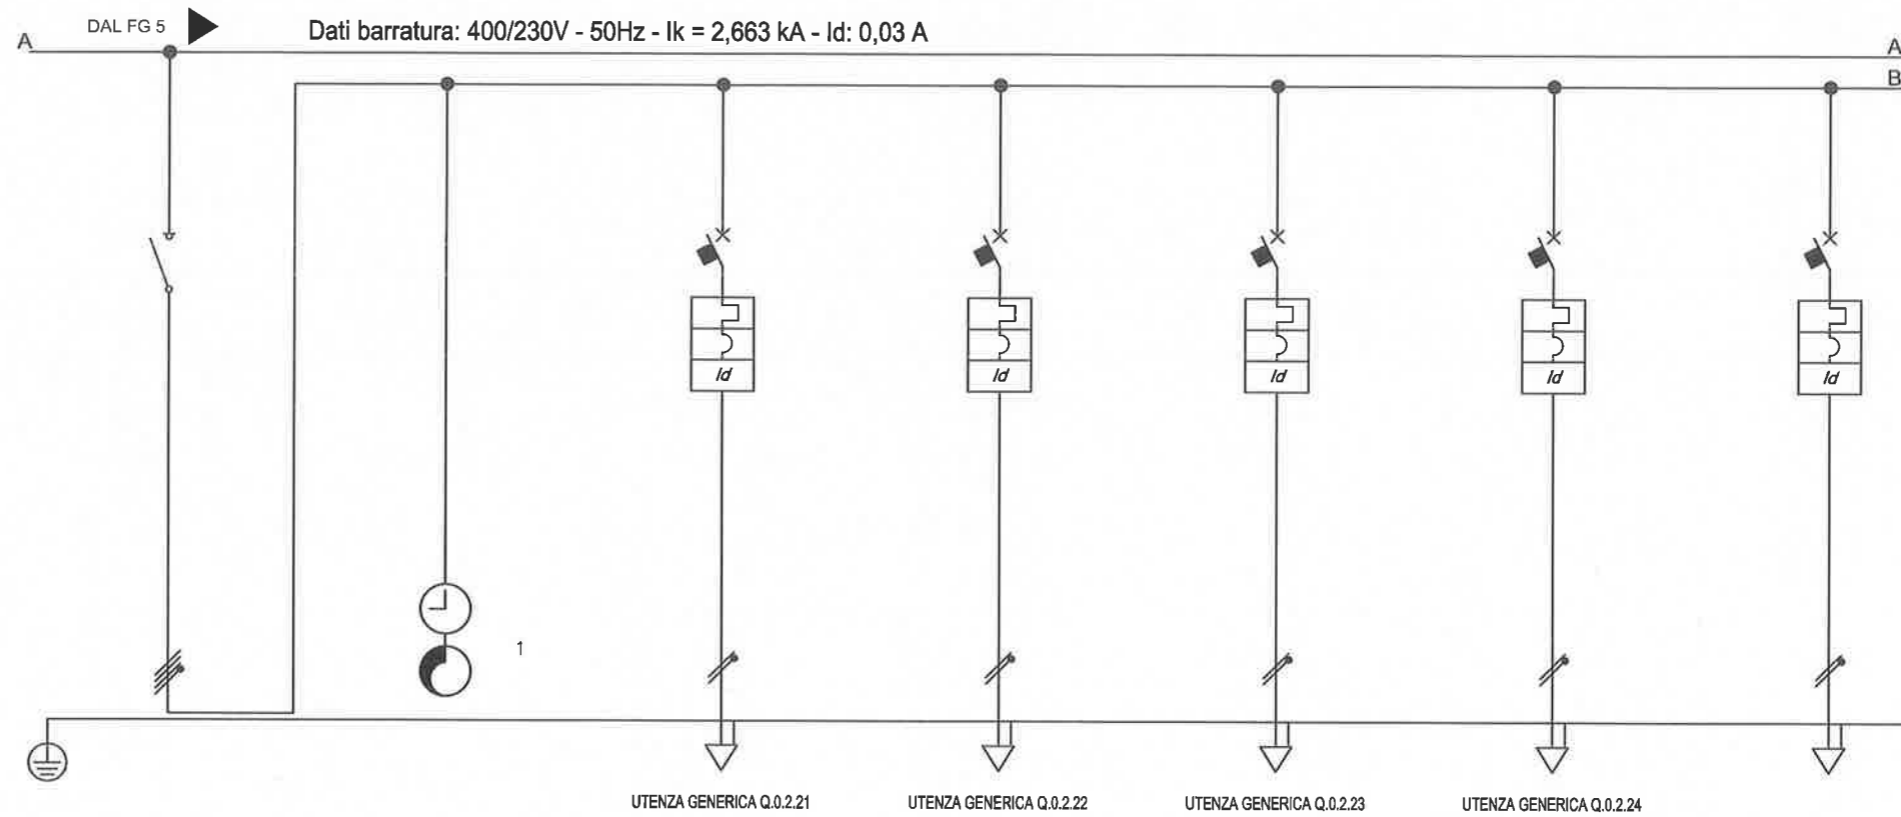 DAL FG 5
Dati barratura: 400/230V - 50Hz - Ik = 2,663 kA - Id: 0,03 A
A
A
B
Id
Id
Id
Id
Id
1
UTENZA GENERICA Q.0.2.21
UTENZA GENERICA Q.0.2.22
UTENZA GENERICA Q.0.2.23
UTENZA GENERICA Q.0.2.24